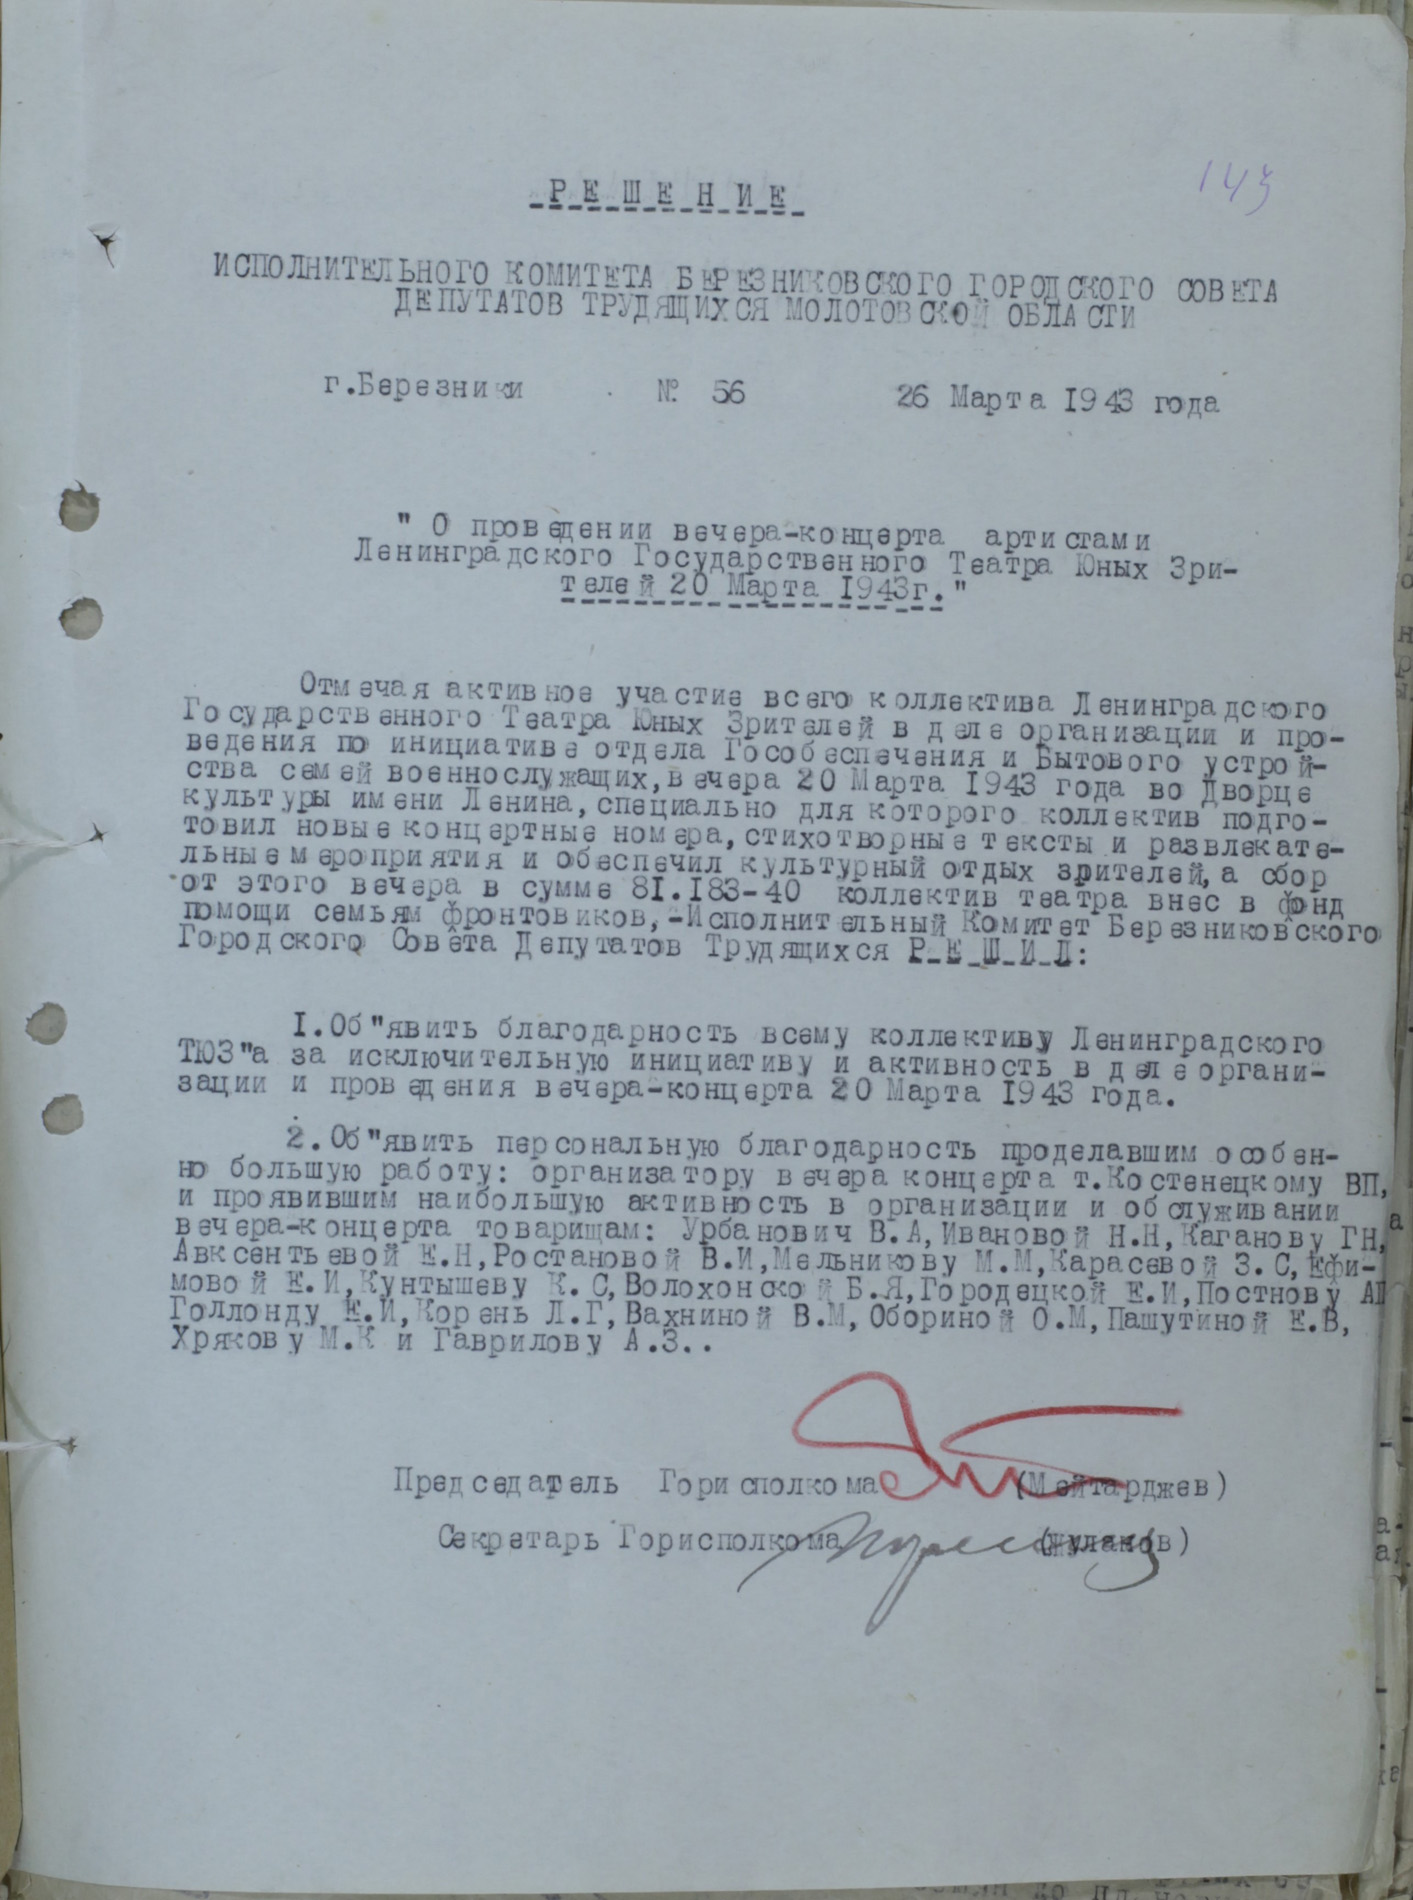 143
Р Е Ш Е Н И Е
ИСПОЛНИТЕЛЬНОГО КОМИТЕТА БЕРЕЗНИКОВСКОГО ГОРОДСКОГО СОВЕТА
ДЕПУТАТОВ ТРУДЯЩИХСЯ МОЛОТОВСКОЙ ОБЛАСТИ
г.Березники № 56 26 Марта 1943 года
" О проведении вечера-концерта артистами
Ленинградского Государственного Театра Юных Зри-
телей 20 Марта 1943г."
Отмечая активное участие всего коллектива Ленинградского
Государственного Театра Юных Зрителей в деле организации и про-
ведения по инициативе отдела Гособеспечения и Бытового устрой-
ства семей военнослужащих, вечера 20 Марта 1943 года во Дворце
культуры имени Ленина, специально для которого коллектив подго-
товил новые концертные номера, стихотворные тексты и развлекате-
льные мероприятия и обеспечил культурный отдых зрителей, а сбор
от этого вечера в сумме 81.183-40 коллектив театра внес в фонд
помощи семьям фронтовиков,-Исполнительный Комитет Березниковского
Городского Совета Депутатов Трудящихся Р_Е_Ш_И_Л:
1.Об"явить благодарность всему коллективу Ленинградского
ТЮЗ"а за исключительную инициативу и активность в деле органи-
зации и проведения вечера-концерта 20 Марта 1943 года.
2.Об"явить персональную благодарность проделавшим особен-
но большую работу: организатору вечера концерта т.Костенецкому ВП,
и проявившим наибольшую активность в организации и обслуживании
вечера-концерта товарищам: Урбанович В.А, Ивановой Н.Н, Каганову ГН,
Авксентьевой Е.Н, Ростановой В.И, Мельникову М.М, Карасевой З.С, Ефи-
мовой Е.И, Кунтышеву К.С, Волохонской Б.Я, Городецкой Е.И, Постнову АП
Голлонду Е.И, Корень Л.Г, Вахниной В.М, Обориной О.М, Пашутиной Е.В,
Хрякову М.К и Гаврилову А.З..
Председатель Горисполкома (Мейтарджев)
Секретарь Горисполкома (Жуланов)